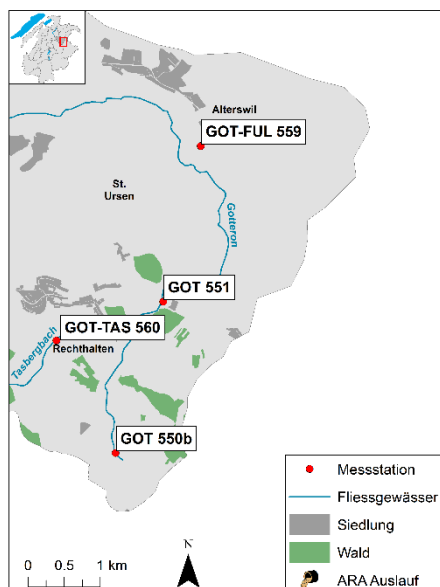 Alterswil
GOT-FUL 559
St.
Ursen
Gotteron
GOT 551
GOT-TAS 560
Rechthalten
Tasbergbach
GOT 550b
N
0 0.5 1 km
Messstation
Fliessgewässer
Siedlung
Wald
ARA Auslauf